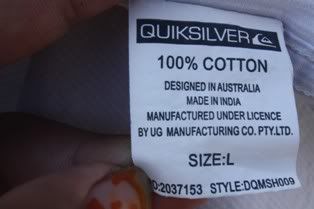 QUIKSILVER
100% COTTON
DESIGNED IN AUSTRALIA
MADE IN INDIA
MANUFACTURED UNDER LICENCE
BY UG MANUFACTURING CO.PTY.LTD.
SIZE:L
2037153 STYLE:DQMSH009